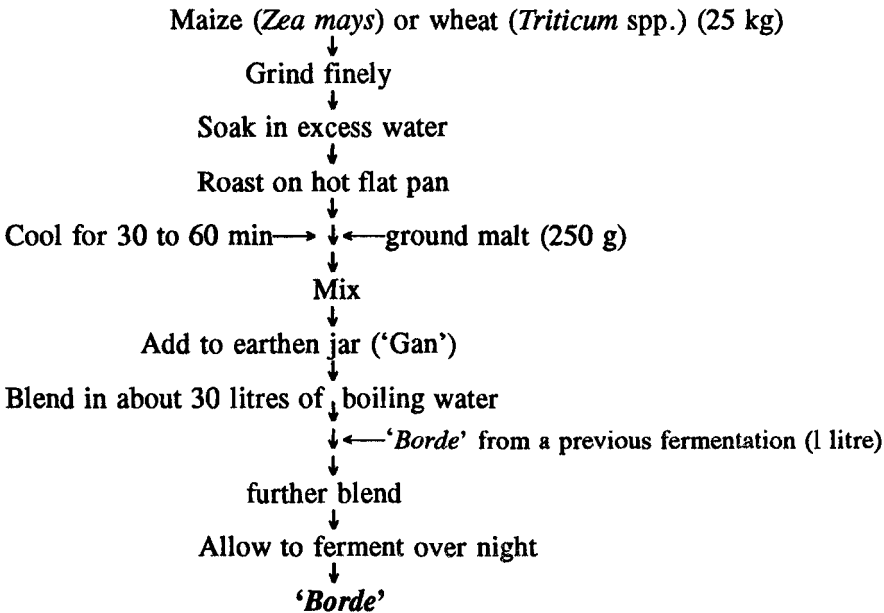 Maize (Zea mays) or wheat (Triticum spp.) (25 kg)
Grind finely
Soak in excess water
Roast on hot flat pan
Cool for 30 to 60 min→ ↓ ←ground malt (250 g)
Mix
Add to earthen jar (‘Gan’)
Blend in about 30 litres of boiling water
←‘Borde’ from a previous fermentation (1 litre)
further blend
Allow to ferment over night
‘Borde’